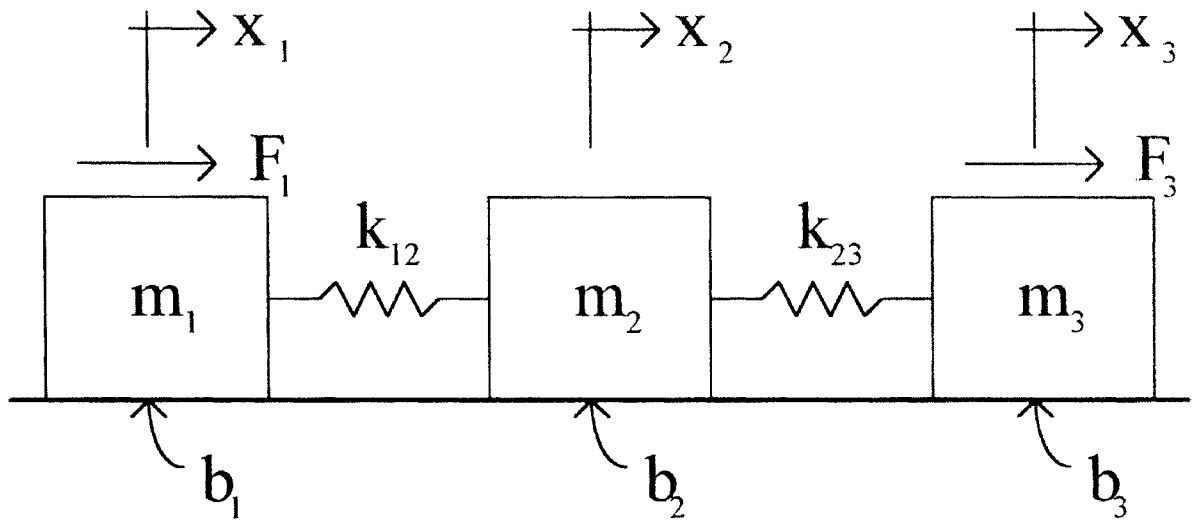 x₁ x₂ x₃
F₁ F₃
k₁₂ k₂₃
m₁ m₂ m₃
b₁ b₂ b₃